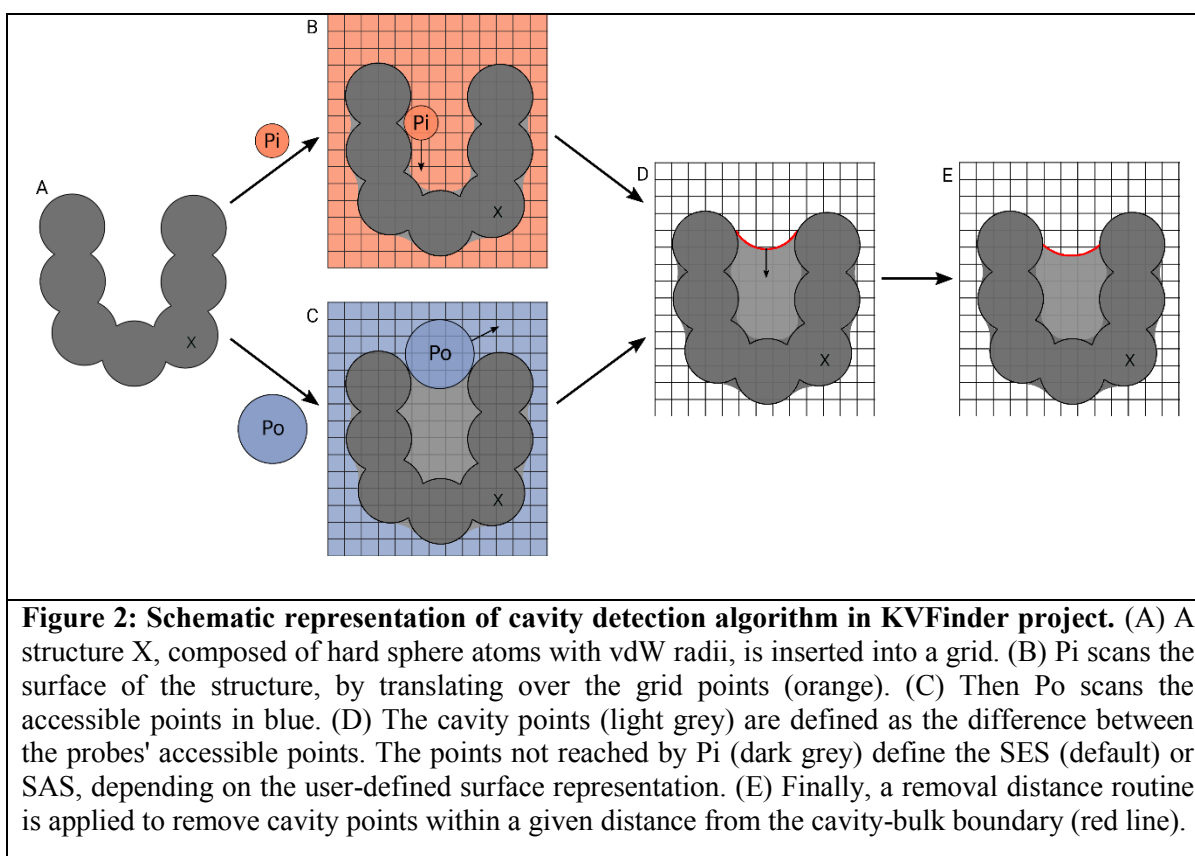 A
Pi
Po
B
Pi
X
C
Po
X
D
X
E
X
X
Figure 2: Schematic representation of cavity detection algorithm in KVFinder project. (A) A
structure X, composed of hard sphere atoms with vdW radii, is inserted into a grid. (B) Pi scans the
surface of the structure, by translating over the grid points (orange). (C) Then Po scans the
accessible points in blue. (D) The cavity points (light grey) are defined as the difference between
the probes' accessible points. The points not reached by Pi (dark grey) define the SES (default) or
SAS, depending on the user-defined surface representation. (E) Finally, a removal distance routine
is applied to remove cavity points within a given distance from the cavity-bulk boundary (red line).